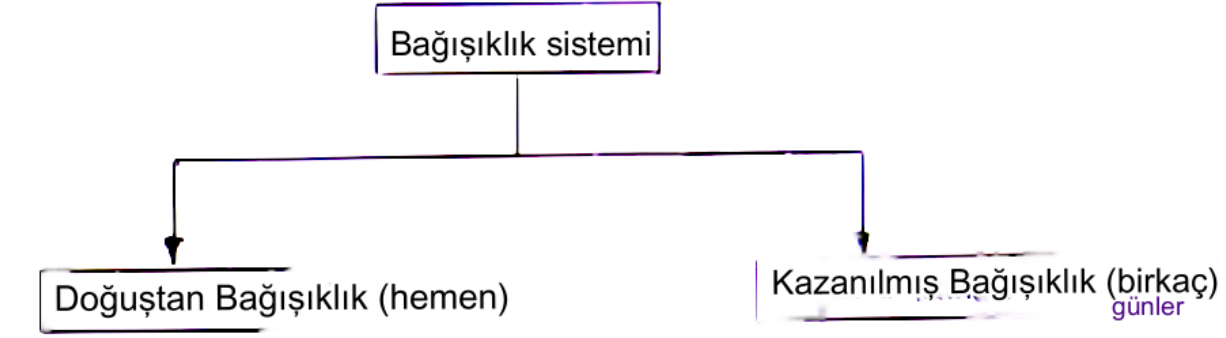 Bağışıklık sistemi
Doğuştan Bağışıklık (hemen)
Kazanılmış Bağışıklık (birkaç)
günler